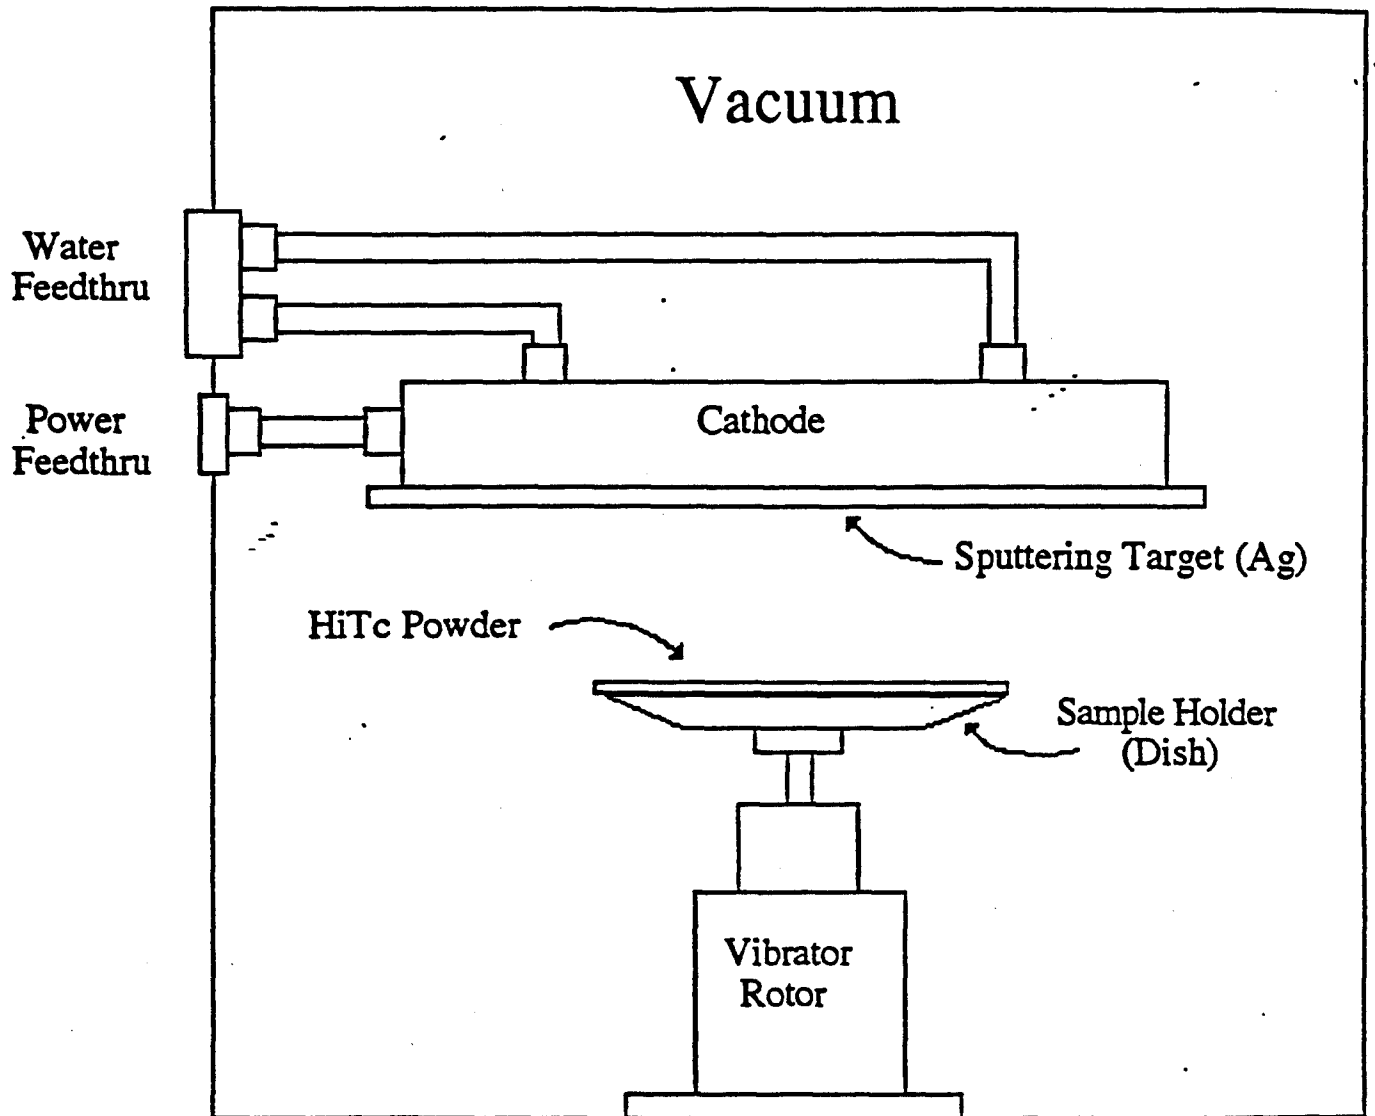 Vacuum
Water
Feedthru
Power
Feedthru
Cathode
Sputtering Target (Ag)
HiTc Powder
Sample Holder
(Dish)
Vibrator
Rotor